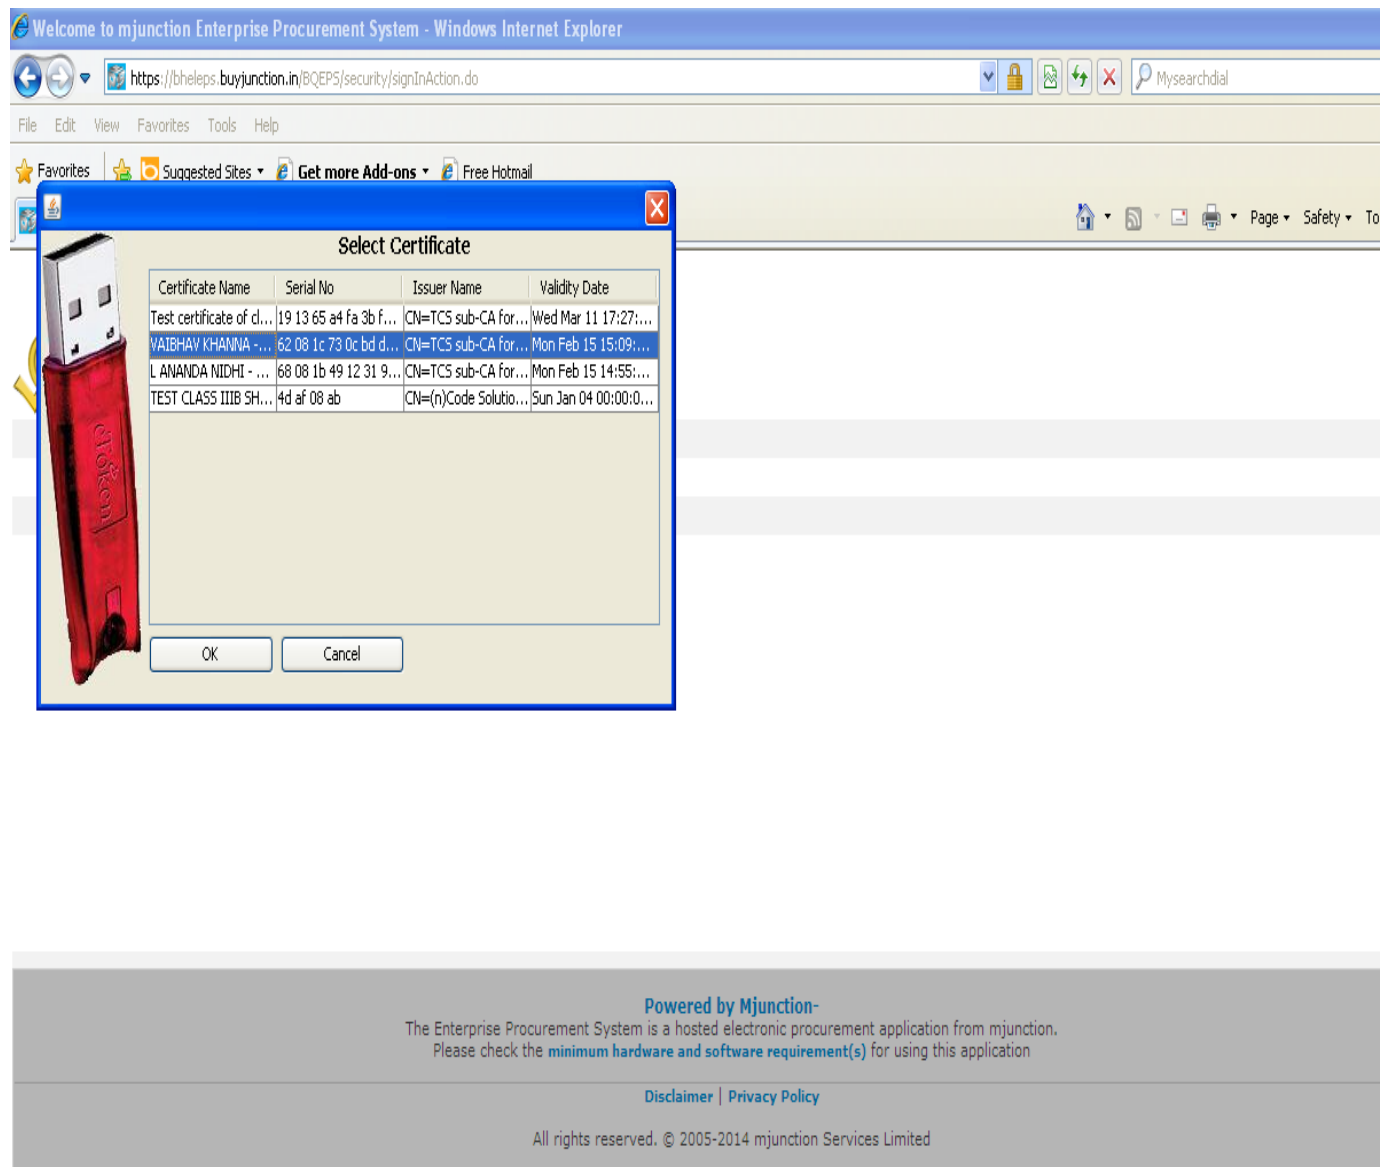 Welcome to mjunction Enterprise Procurement System - Windows Internet Explorer
https://bheleps.buyjunction.in/BQEPS/security/signInAction.do
Mysearchdial
File Edit View Favorites Tools Help
Favorites Suggested Sites Get more Add-ons Free Hotmail
Page Safety To
Select Certificate
Certificate Name Serial No Issuer Name Validity Date
Test certificate of cl... 19 13 65 a4 fa 3b f... CN=TCS sub-CA for... Wed Mar 11 17:27:...
VAIBHAV KHANNA -... 62 08 1c 73 0c bd d... CN=TCS sub-CA for... Mon Feb 15 15:09:...
L ANANDA NIDHI - ... 68 08 1b 49 12 31 9... CN=TCS sub-CA for... Mon Feb 15 14:55:...
TEST CLASS IIIB SH... 4d af 08 ab CN=(n)Code Solutio... Sun Jan 04 00:00:0...
OK Cancel
Powered by Mjunction-
The Enterprise Procurement System is a hosted electronic procurement application from mjunction.
Please check the minimum hardware and software requirement(s) for using this application
Disclaimer | Privacy Policy
All rights reserved. © 2005-2014 mjunction Services Limited